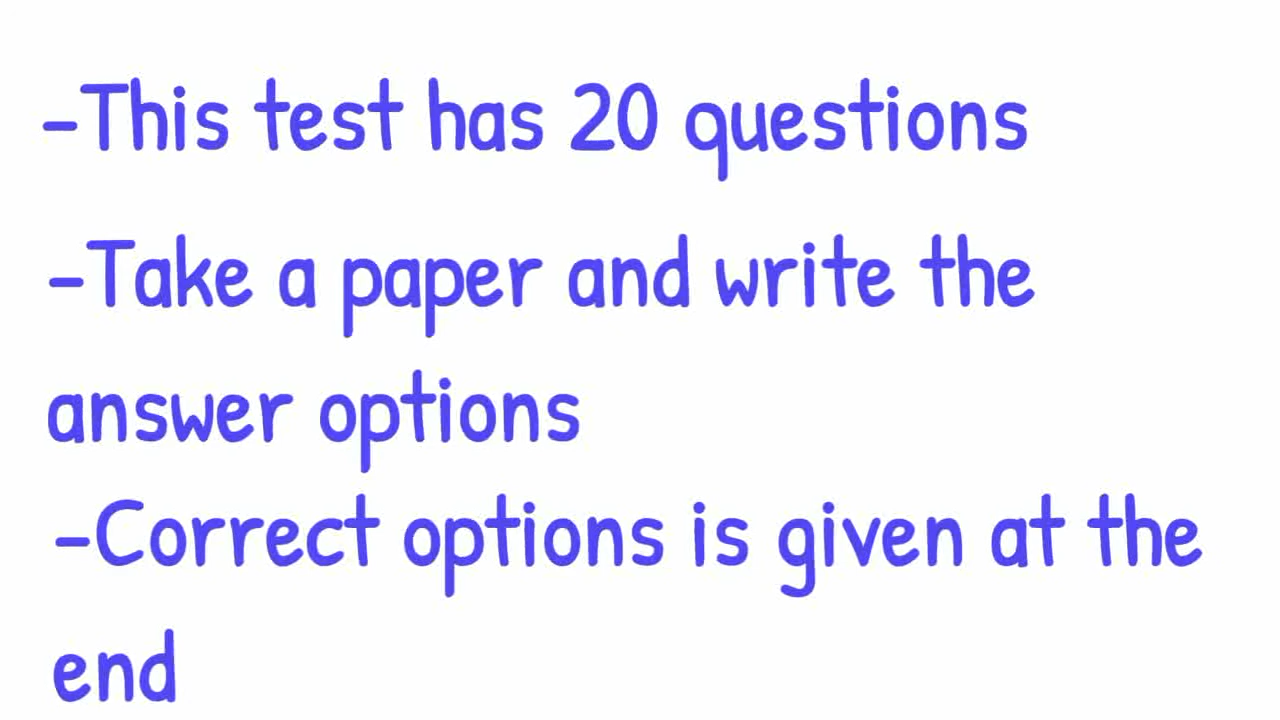 -This test has 20 questions
-Take a paper and write the
answer options
-Correct options is given at the
end